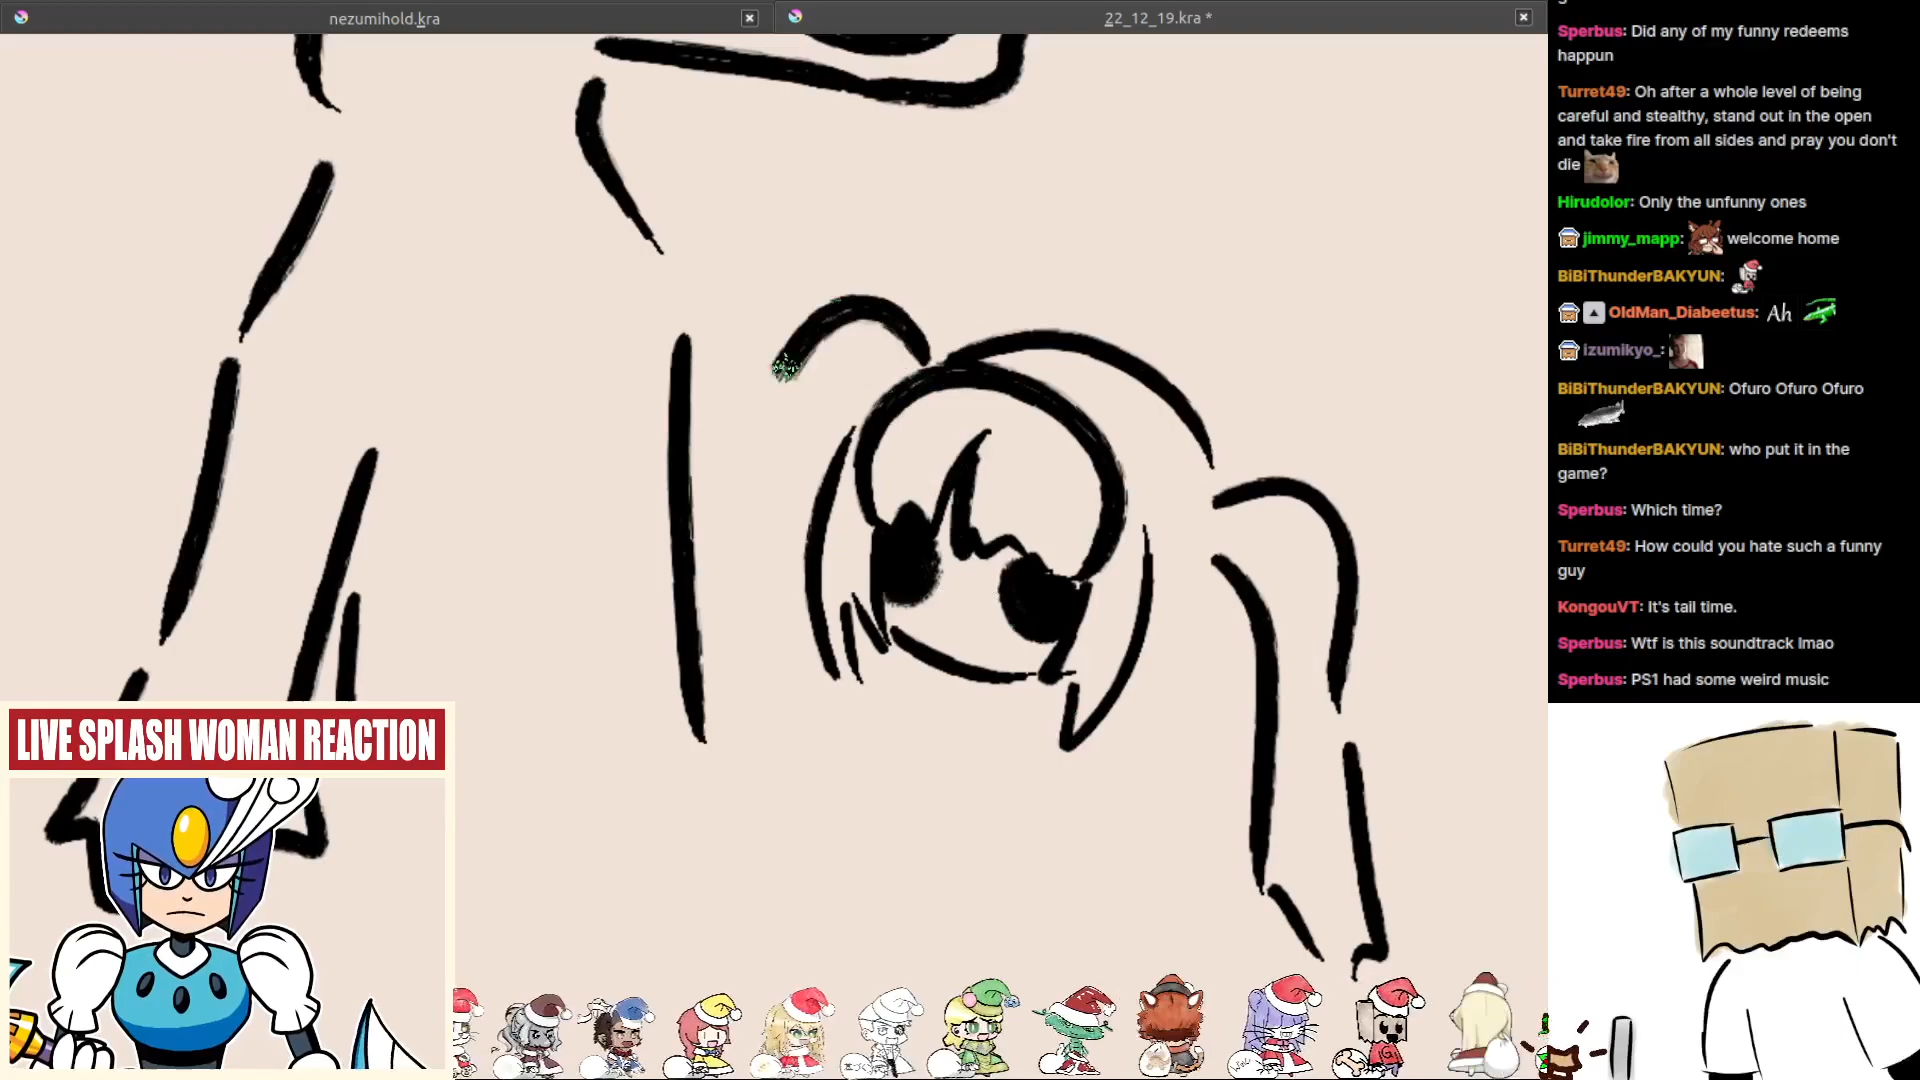 nezumihold.kra
22_12_19.kra *
Sperbus: Did any of my funny redeems
happun
Turret49: Oh after a whole level of being
careful and stealthy, stand out in the open
and take fire from all sides and pray you don't
die
Hirudolor: Only the unfunny ones
jimmy_mapp: welcome home
BiBiThunderBAKYUN:
OldMan_Diabeetus: Ah
izumikyo_:
BiBiThunderBAKYUN: Ofuro Ofuro Ofuro
BiBiThunderBAKYUN: who put it in the
game?
Sperbus: Which time?
Turret49: How could you hate such a funny
guy
KongouVT: It's tail time.
Sperbus: Wtf is this soundtrack lmao
Sperbus: PS1 had some weird music
LIVE SPLASH WOMAN REACTION